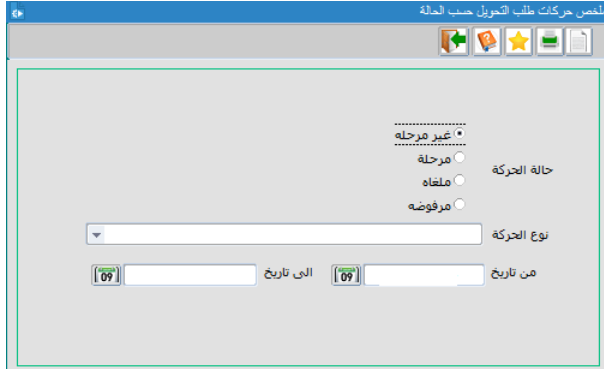 ملخص حركات طلب التحويل حسب الحالة
غير مرحله
مرحلة
حالة الحركة
ملغاه
مرفوضه
نوع الحركة
من تاريخ 09 الى تاريخ 09